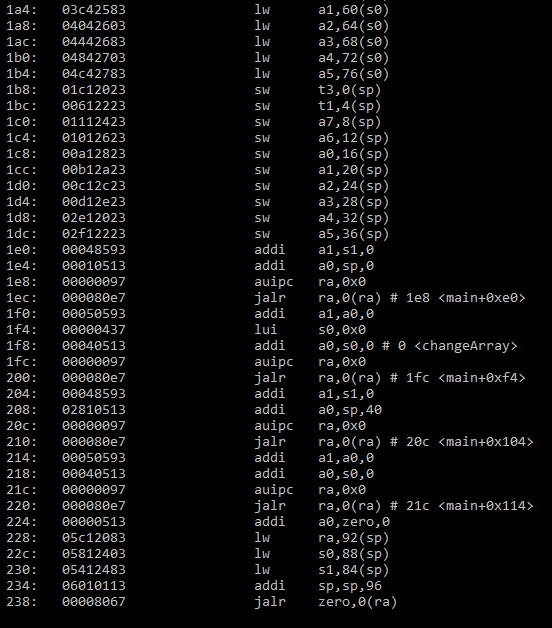 1a4: 03c42583 lw a1,60(s0)
1a8: 04042603 lw a2,64(s0)
1ac: 04442683 lw a3,68(s0)
1b0: 04842703 lw a4,72(s0)
1b4: 04c42783 lw a5,76(s0)
1b8: 01c12023 sw t3,0(sp)
1bc: 00612223 sw t1,4(sp)
1c0: 01112423 sw a7,8(sp)
1c4: 01012623 sw a6,12(sp)
1c8: 00a12823 sw a0,16(sp)
1cc: 00b12a23 sw a1,20(sp)
1d0: 00c12c23 sw a2,24(sp)
1d4: 00d12e23 sw a3,28(sp)
1d8: 02e12023 sw a4,32(sp)
1dc: 02f12223 sw a5,36(sp)
1e0: 00048593 addi a1,s1,0
1e4: 00010513 addi a0,sp,0
1e8: 00000097 auipc ra,0x0
1ec: 000080e7 jalr ra,0(ra) # 1e8 <main+0xe0>
1f0: 00050593 addi a1,a0,0
1f4: 00000437 lui s0,0x0
1f8: 00040513 addi a0,s0,0 # 0 <changeArray>
1fc: 00000097 auipc ra,0x0
200: 000080e7 jalr ra,0(ra) # 1fc <main+0xf4>
204: 00048593 addi a1,s1,0
208: 02810513 addi a0,sp,40
20c: 00000097 auipc ra,0x0
210: 000080e7 jalr ra,0(ra) # 20c <main+0x104>
214: 00050593 addi a1,a0,0
218: 00040513 addi a0,s0,0
21c: 00000097 auipc ra,0x0
220: 000080e7 jalr ra,0(ra) # 21c <main+0x114>
224: 00000513 addi a0,zero,0
228: 05c12083 lw ra,92(sp)
22c: 05812403 lw s0,88(sp)
230: 05412483 lw s1,84(sp)
234: 06010113 addi sp,sp,96
238: 00008067 jalr zero,0(ra)